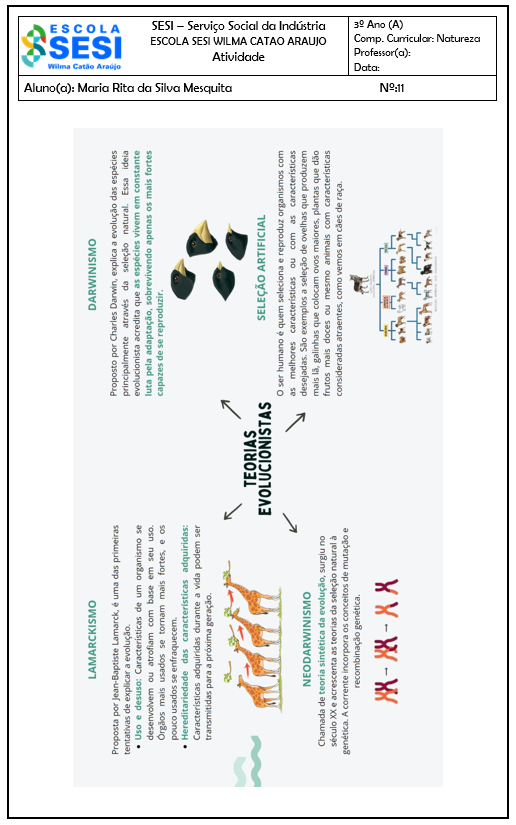 ESCOLA
SESI
Wilma Catão Araújo
SESI – Serviço Social da Indústria
ESCOLA SESI WILMA CATAO ARAUJO
Atividade
3º Ano (A)
Comp. Curricular: Natureza
Professor(a):
Data:
Aluno(a): Maria Rita da Silva Mesquita
Nº:11
TEORIAS
EVOLUCIONISTAS
LAMARCKISMO
Proposta por Jean-Baptiste Lamarck, é uma das primeiras
tentativas de explicar a evolução.
• Uso e desuso: Características de um organismo se
desenvolvem ou atrofiam com base em seu uso.
Órgãos mais usados se tornam mais fortes, e os
pouco usados se enfraquecem.
• Hereditariedade das características adquiridas:
Características adquiridas durante a vida podem ser
transmitidas para a próxima geração.
DARWINISMO
Proposto por Charles Darwin, explica a evolução das espécies
principalmente através da seleção natural. Essa ideia
evolucionista acredita que as espécies vivem em constante
luta pela adaptação, sobrevivendo apenas os mais fortes
capazes de se reproduzir.
NEODARWINISMO
Chamada de teoria sintética da evolução, surgiu no
século XX e acrescenta as teorias da seleção natural à
genética. A corrente incorpora os conceitos de mutação e
recombinação genética.
SELEÇÃO ARTIFICIAL
O ser humano é quem seleciona e reproduz organismos com
as melhores características ou com as características
desejadas. São exemplos a seleção de ovelhas que produzem
mais lã, galinhas que colocam ovos maiores, plantas que dão
frutos mais doces ou mesmo animais com características
consideradas atraentes, como vemos em cães de raça.